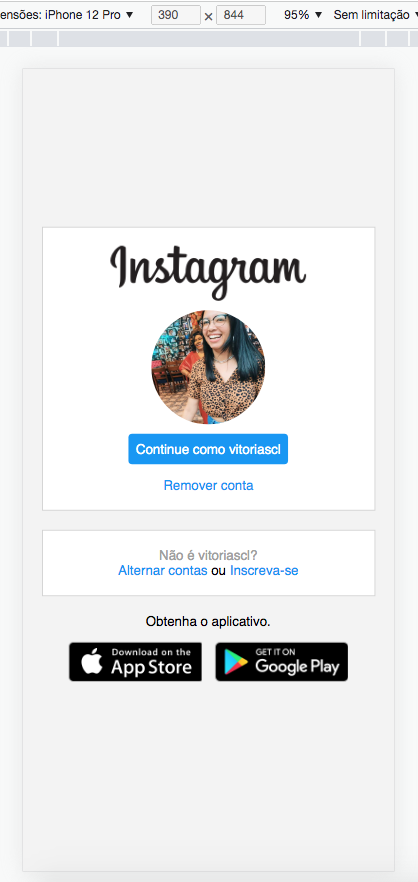 ensões: iPhone 12 Pro ▼ 390 × 844 95% ▼ Sem limitação
Instagram
Continue como vitoriascl
Remover conta
Não é vitoriascl?
Alternar contas ou Inscreva-se
Obtenha o aplicativo.
Download on the
App Store
GET IT ON
Google Play